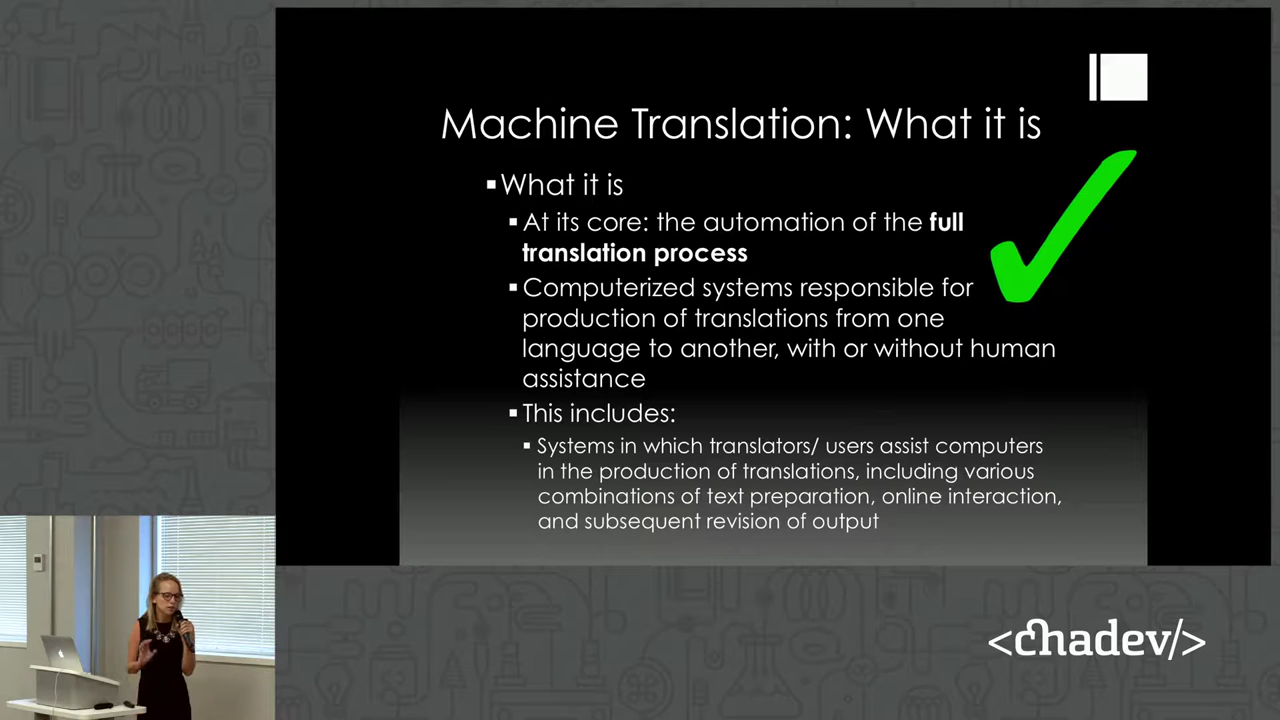 Machine Translation: What it is
▪What it is
▪At its core: the automation of the full
translation process
▪Computerized systems responsible for
production of translations from one
language to another, with or without human
assistance
▪This includes:
▪ Systems in which translators/ users assist computers
in the production of translations, including various
combinations of text preparation, online interaction,
and subsequent revision of output
<chadev/>